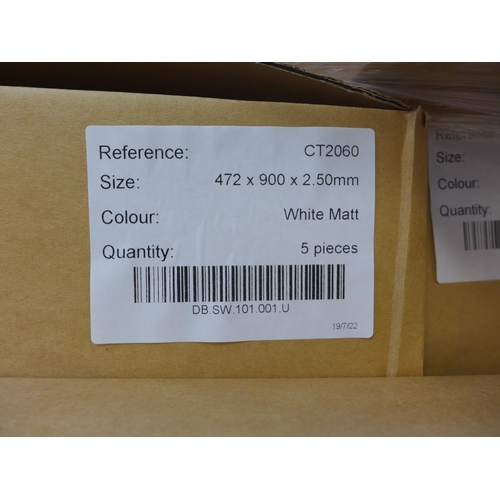 Reference: CT2060
Size: 472 x 900 x 2.50mm
Colour: White Matt
Quantity: 5 pieces
DB SW.101.001.U
19/7/22
Reference:
Size:
Colour:
Quantity: